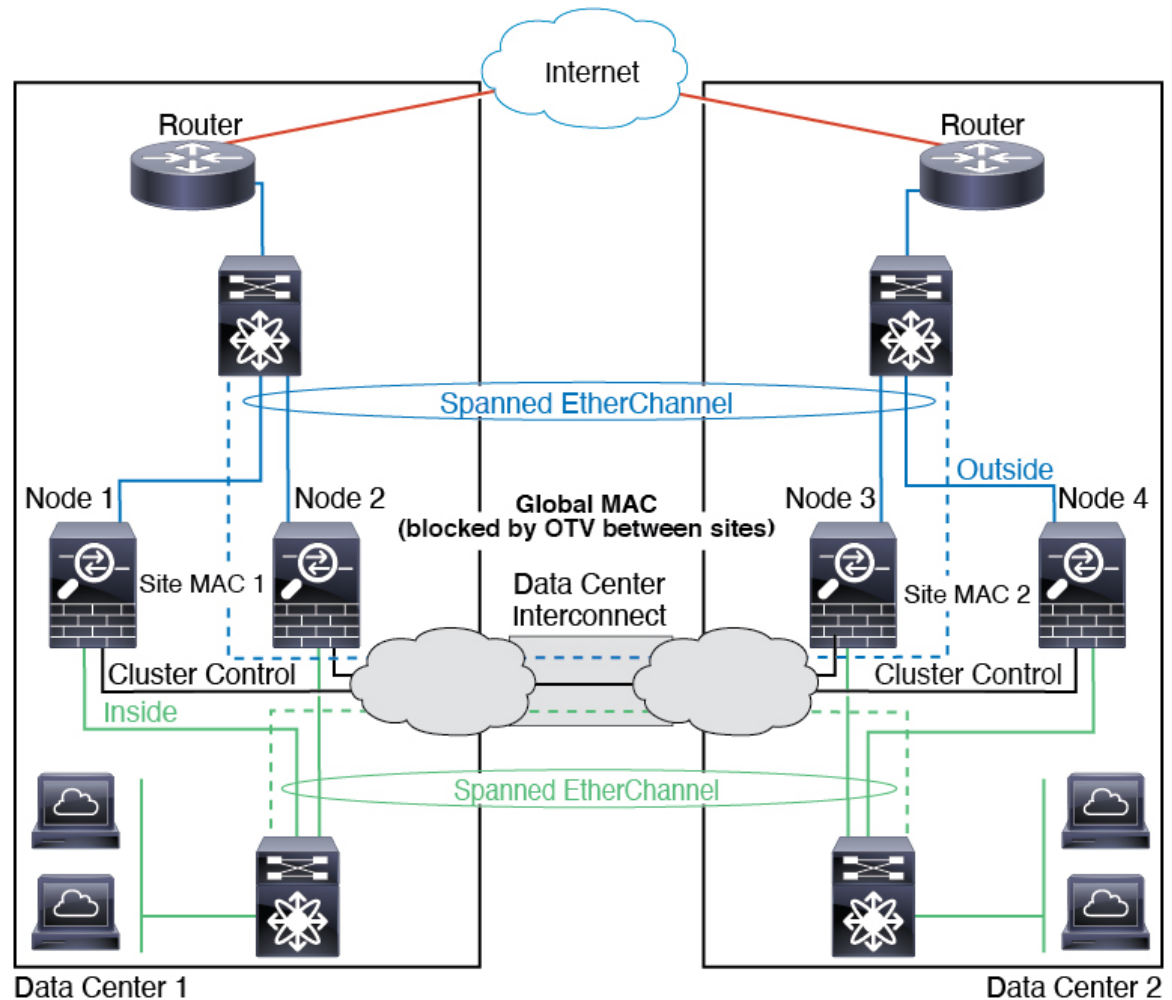 Internet
Router
Router
Spanned EtherChannel
Outside
Node 1
Node 2
Global MAC
(blocked by OTV between sites)
Node 3
Node 4
Site MAC 1
Data Center
Interconnect
Site MAC 2
Cluster Control
Cluster Control
Inside
Spanned EtherChannel
Data Center 1
Data Center 2